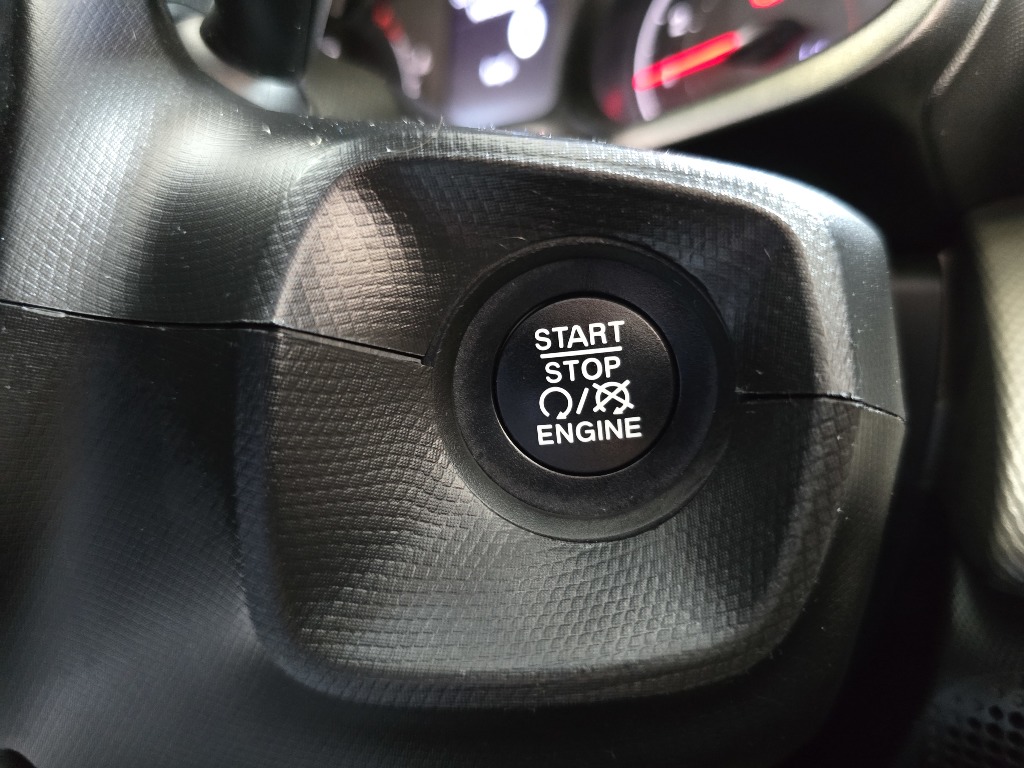 START
STOP
/
ENGINE